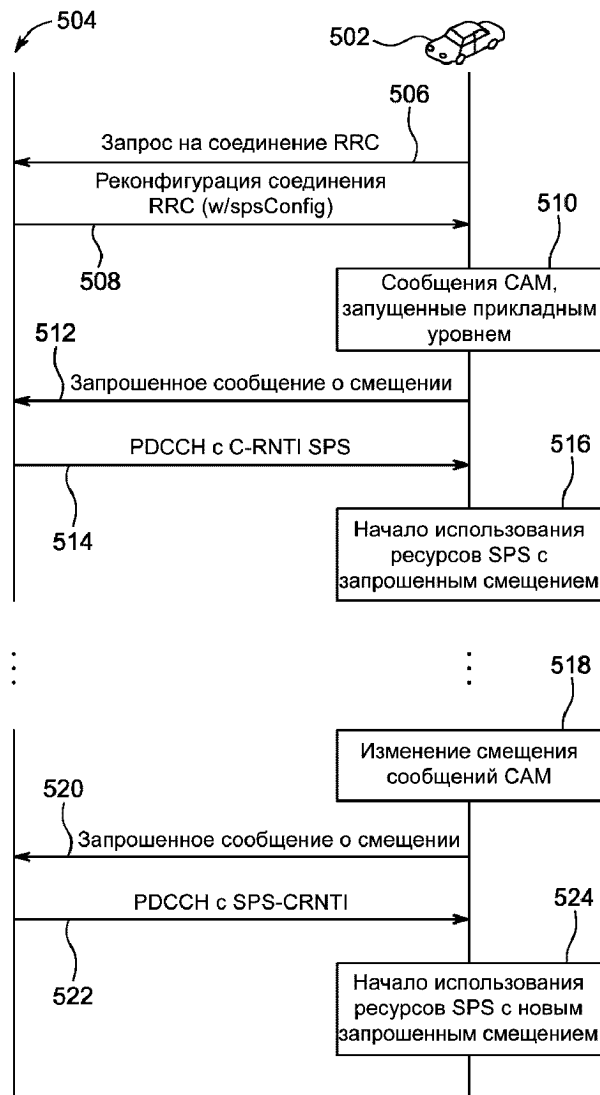 504
502
506
Запрос на соединение RRC
Реконфигурация соединения
RRC (w/spsConfig)
508
510
Сообщения CAM,
запущенные прикладным
уровнем
512
Запрошенное сообщение о смещении
PDCCH с C-RNTI SPS
514
516
Начало использования
ресурсов SPS с
запрошенным смещением
518
Изменение смещения
сообщений CAM
520
Запрошенное сообщение о смещении
PDCCH с SPS-CRNTI
522
524
Начало использования
ресурсов SPS с новым
запрошенным смещением